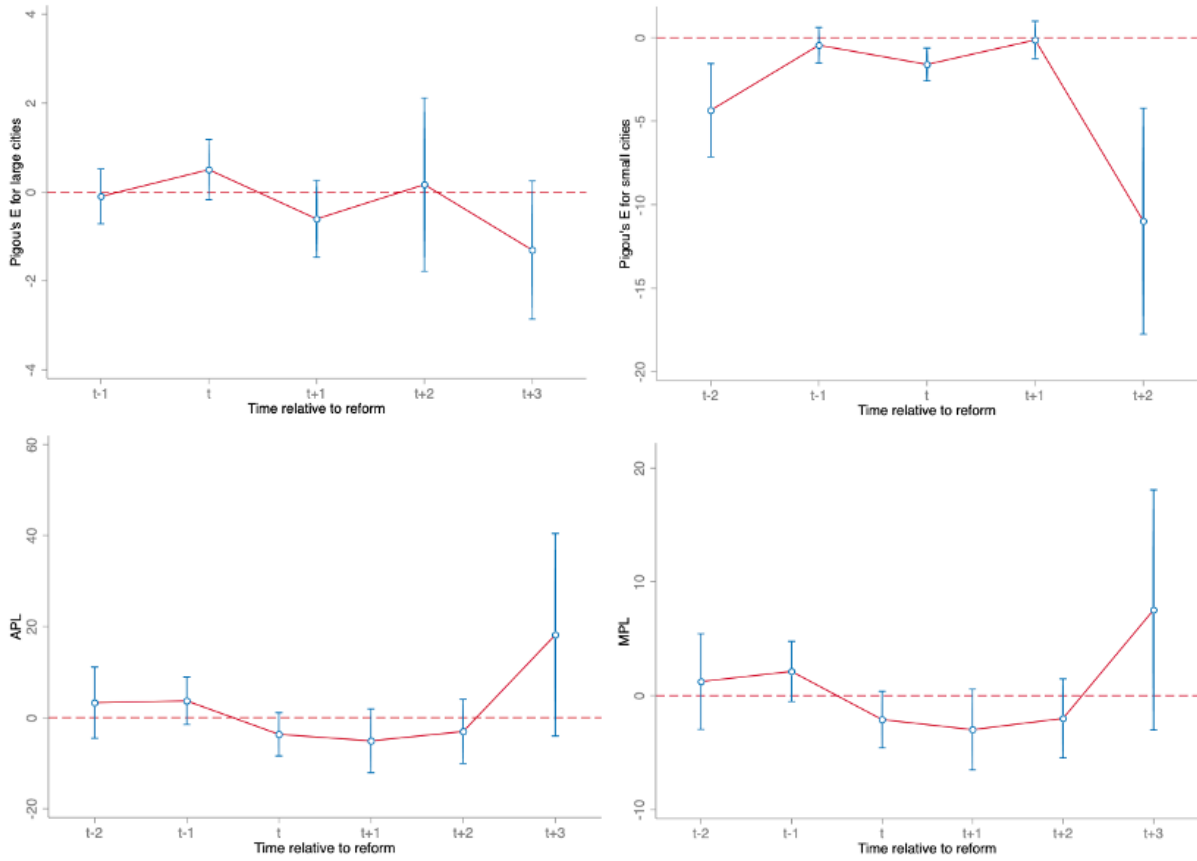 Pigou's E for large cities
4
2
0
-2
-4
t-1
t
t+1
t+2
t+3
Time relative to reform
Pigou's E for small cities
0
-5
-10
-15
-20
t-2
t-1
t
t+1
t+2
Time relative to reform
APL
60
40
20
0
-20
t-2
t-1
t
t+1
t+2
t+3
Time relative to reform
MPL
20
10
0
-10
t-2
t-1
t
t+1
t+2
t+3
Time relative to reform